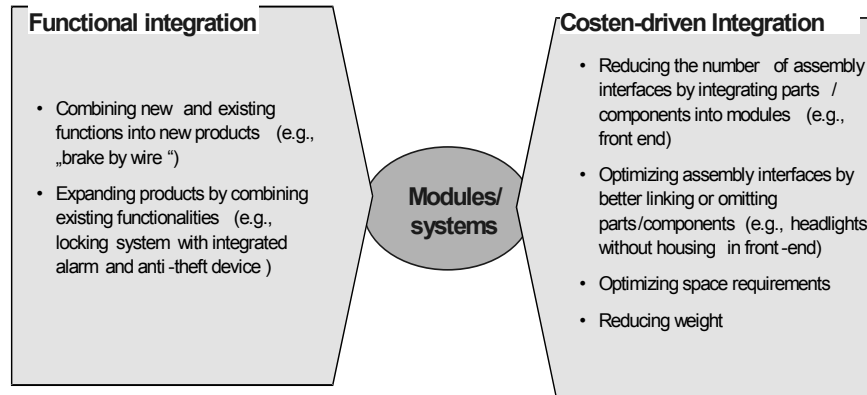 Functional integration
• Combining new and existing
functions into new products (e.g.,
„brake by wire “)
• Expanding products by combining
existing functionalities (e.g.,
locking system with integrated
alarm and anti -theft device )
Modules/
systems
Costen-driven Integration
• Reducing the number of assembly
interfaces by integrating parts /
components into modules (e.g.,
front end)
• Optimizing assembly interfaces by
better linking or omitting
parts/components (e.g., headlights
without housing in front -end)
• Optimizing space requirements
• Reducing weight